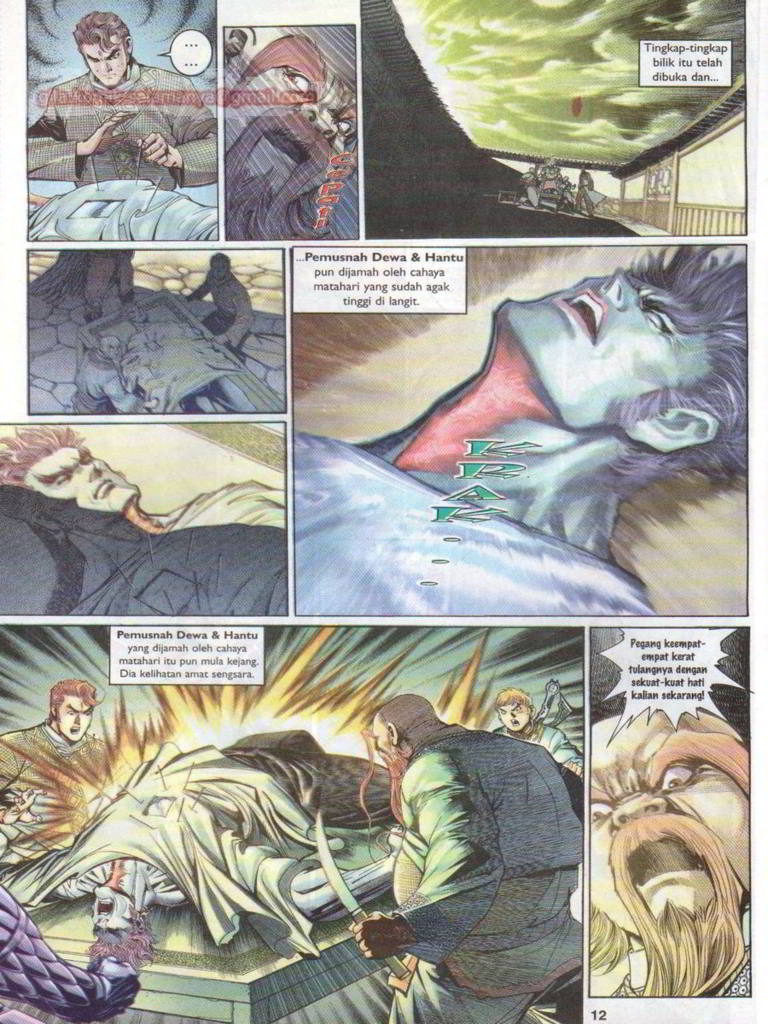 ...
...
Tingkap-tingkap
bilik itu telah
dibuka dan...
...Pemusnah Dewa & Hantu
pun dijamah oleh cahaya
matahari yang sudah agak
tinggi di langit.
KRAK...
Pemusnah Dewa & Hantu
yang dijamah oleh cahaya
matahari itu pun mula kejang.
Dia kelihatan amat sengsara.
Pegang keempat-
empat kerat
tulangnya dengan
sekuat-kuat hati
kalian sekarang!
12